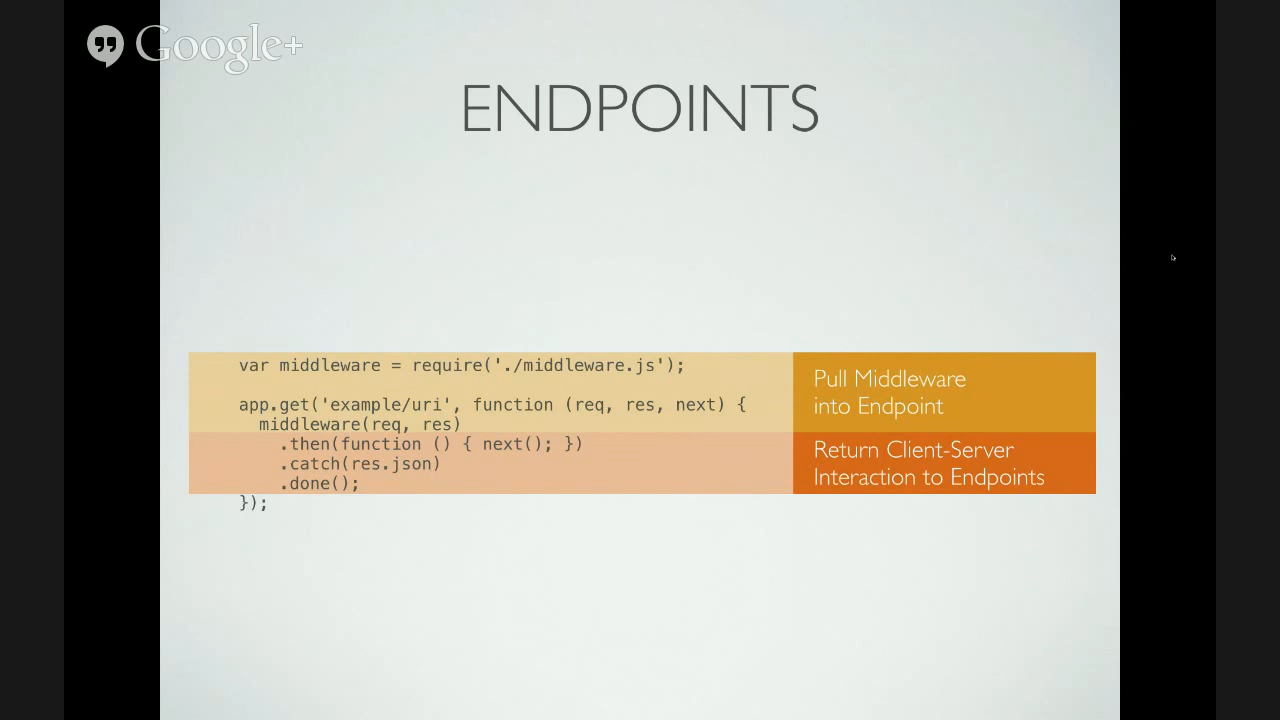 Google+
ENDPOINTS
var middleware = require('./middleware.js');
app.get('example/uri', function (req, res, next) {
  middleware(req, res)
    .then(function () { next(); })
    .catch(res.json)
    .done();
});
Pull Middleware
into Endpoint
Return Client-Server
Interaction to Endpoints